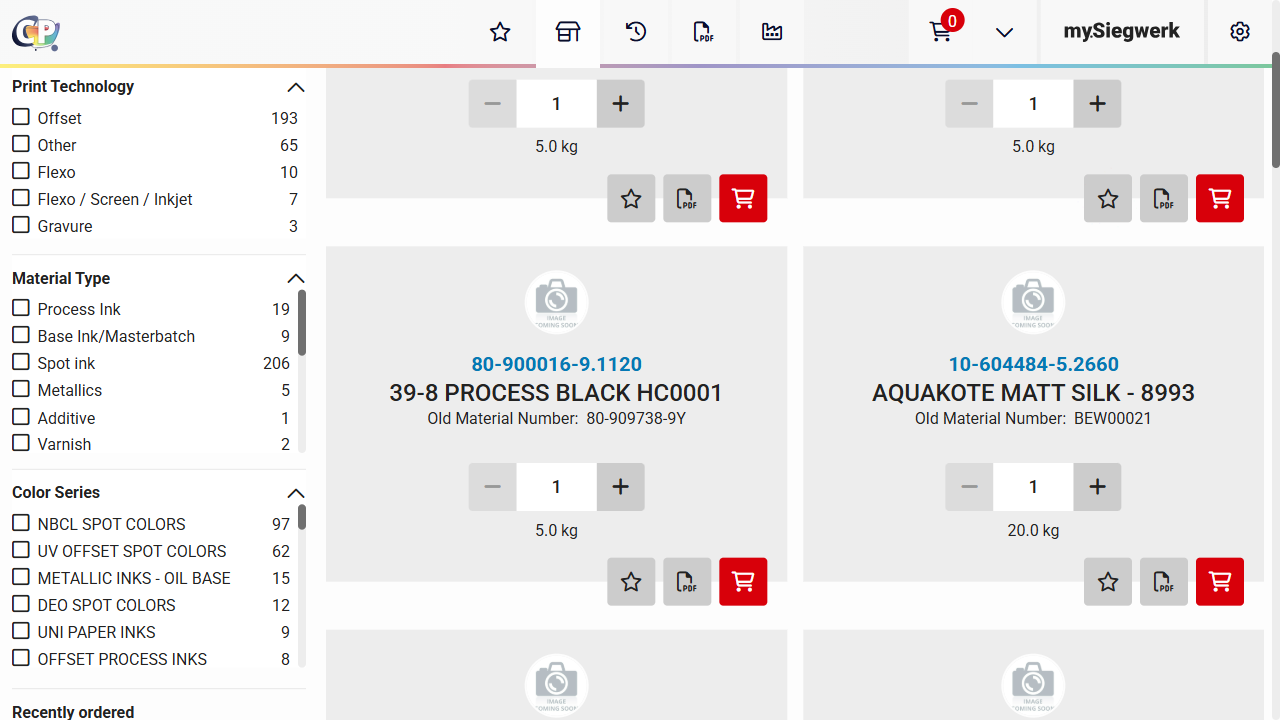 CP
PDF
0
mySiegwerk
Print Technology
Offset 193
Other 65
Flexo 10
Flexo / Screen / Inkjet 7
Gravure 3
Material Type
Process Ink 19
Base Ink/Masterbatch 9
Spot ink 206
Metallics 5
Additive 1
Varnish 2
Color Series
NBCL SPOT COLORS 97
UV OFFSET SPOT COLORS 62
METALLIC INKS - OIL BASE 15
DEO SPOT COLORS 12
UNI PAPER INKS 9
OFFSET PROCESS INKS 8
Recently ordered
1
5.0 kg
PDF
1
5.0 kg
PDF
IMAGE
COMING SOON
80-900016-9.1120
39-8 PROCESS BLACK HC0001
Old Material Number: 80-909738-9Y
1
5.0 kg
PDF
IMAGE
COMING SOON
10-604484-5.2660
AQUAKOTE MATT SILK - 8993
Old Material Number: BEW00021
1
20.0 kg
PDF
IMAGE
COMING SOON
IMAGE
COMING SOON